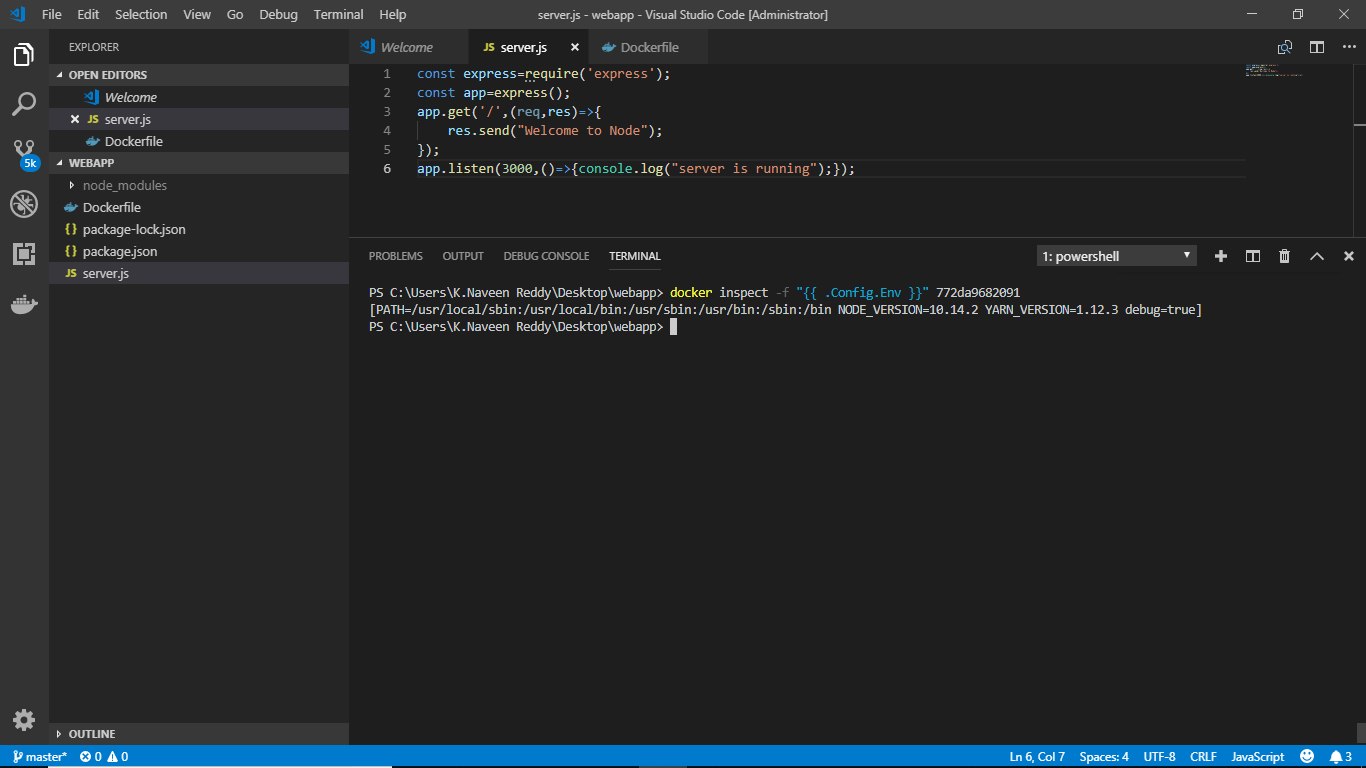 File Edit Selection View Go Debug Terminal Help server.js - webapp - Visual Studio Code [Administrator]
EXPLORER
OPEN EDITORS
Welcome
JS server.js
Dockerfile
WEBAPP
node_modules
Dockerfile
{} package-lock.json
{} package.json
JS server.js
OUTLINE
5k
Welcome JS server.js Dockerfile
1 const express=require('express');
2 const app=express();
3 app.get('/',(req,res)=>{
4 res.send("Welcome to Node");
5 });
6 app.listen(3000,()=>{console.log("server is running");});
PROBLEMS OUTPUT DEBUG CONSOLE TERMINAL 1: powershell
PS C:\Users\K.Naveen Reddy\Desktop\webapp> docker inspect -f "{{ .Config.Env }}" 772da9682091
[PATH=/usr/local/sbin:/usr/local/bin:/usr/sbin:/usr/bin:/sbin:/bin NODE_VERSION=10.14.2 YARN_VERSION=1.12.3 debug=true]
PS C:\Users\K.Naveen Reddy\Desktop\webapp>
master* 0 0 Ln 6, Col 7 Spaces: 4 UTF-8 CRLF JavaScript 3